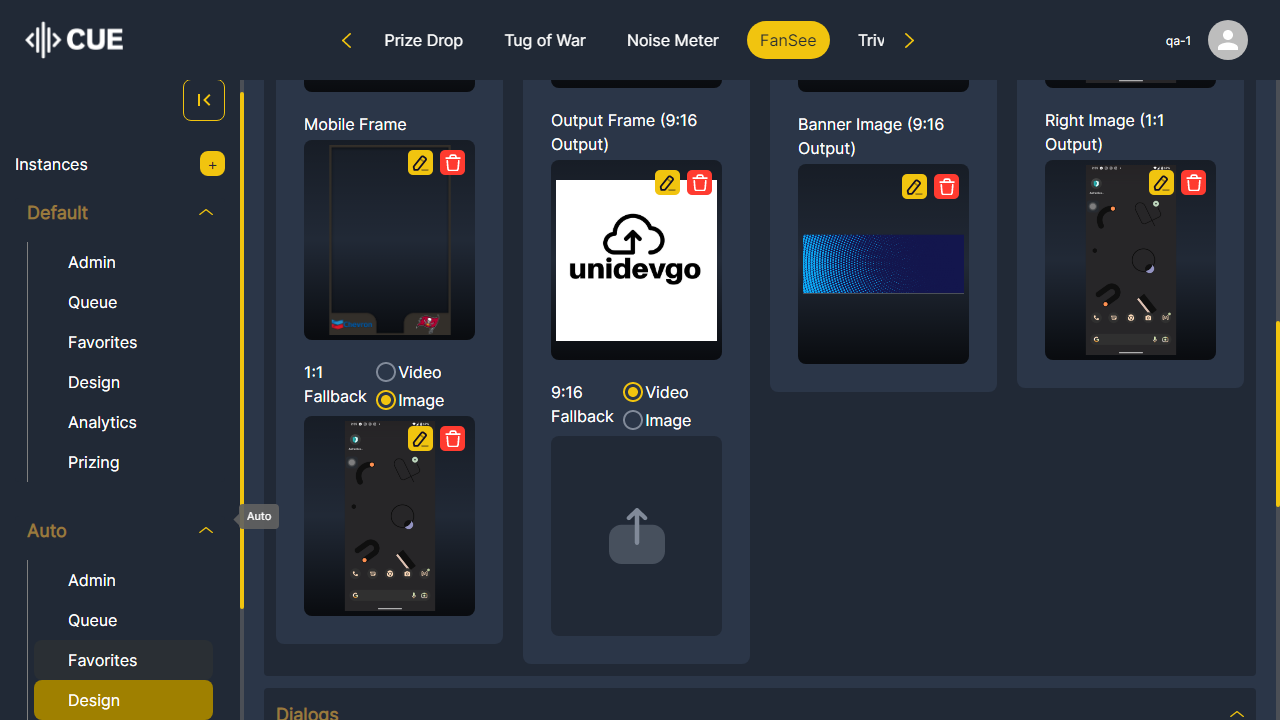 CUE
Prize Drop
Tug of War
Noise Meter
FanSee
Triv
qa-1
Instances
+
Default
Admin
Queue
Favorites
Design
Analytics
Prizing
Auto
Auto
Admin
Queue
Favorites
Design
Mobile Frame
1:1
Fallback
Video
Image
Output Frame (9:16
Output)
unidevgo
9:16
Fallback
Video
Image
Banner Image (9:16
Output)
Right Image (1:1
Output)
Dialogs